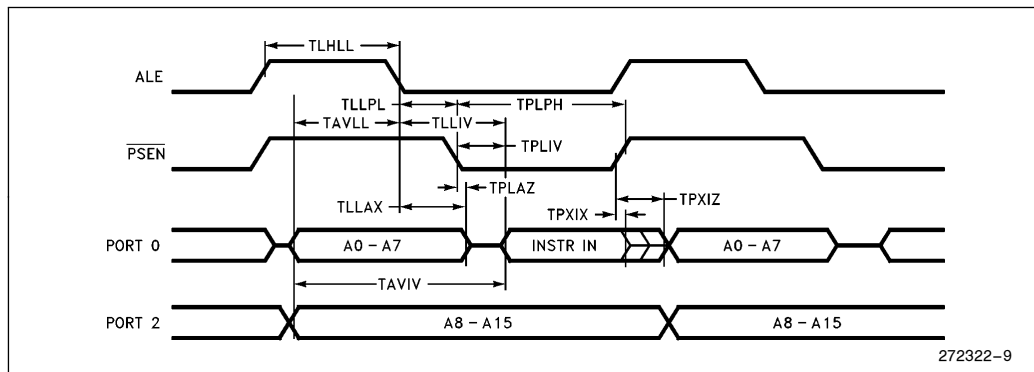 TLHLL
ALE
TLLPL
TPLPH
TAVLL
TLLIV
PSEN
TPLIV
TPLAZ
TLLAX
TPXIX
TPXIZ
PORT 0
A0 – A7
INSTR IN
A0 – A7
TAVIV
PORT 2
A8 – A15
A8 – A15
272322–9